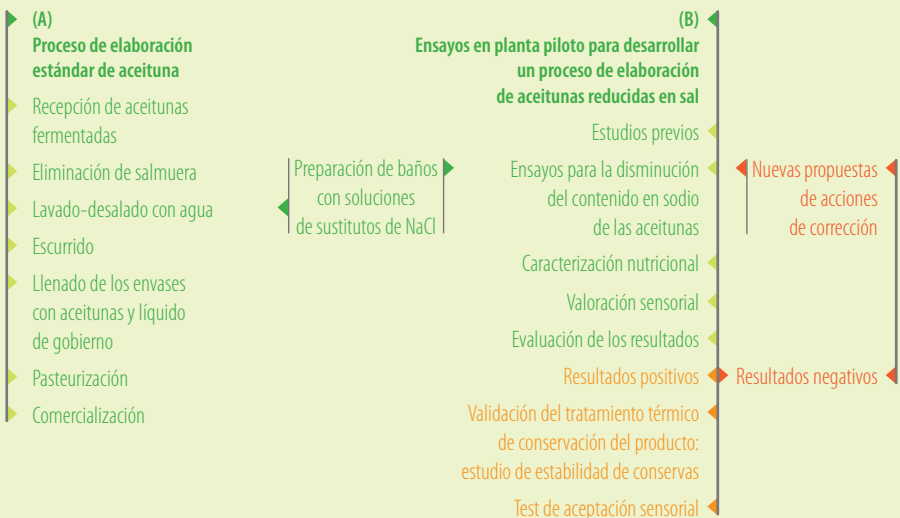 (A)
Proceso de elaboración
estándar de aceituna
Recepción de aceitunas
fermentadas
Eliminación de salmuera
Lavado-desalado con agua
Escurrido
Llenado de los envases
con aceitunas y líquido
de gobierno
Pasteurización
Comercialización
Preparación de baños
con soluciones
de sustitutos de NaCl
(B)
Ensayos en planta piloto para desarrollar
un proceso de elaboración
de aceitunas reducidas en sal
Estudios previos
Ensayos para la disminución
del contenido en sodio
de las aceitunas
Caracterización nutricional
Valoración sensorial
Evaluación de los resultados
Resultados positivos
Validación del tratamiento térmico
de conservación del producto:
estudio de estabilidad de conservas
Test de aceptación sensorial
Nuevas propuestas
de acciones
de corrección
Resultados negativos